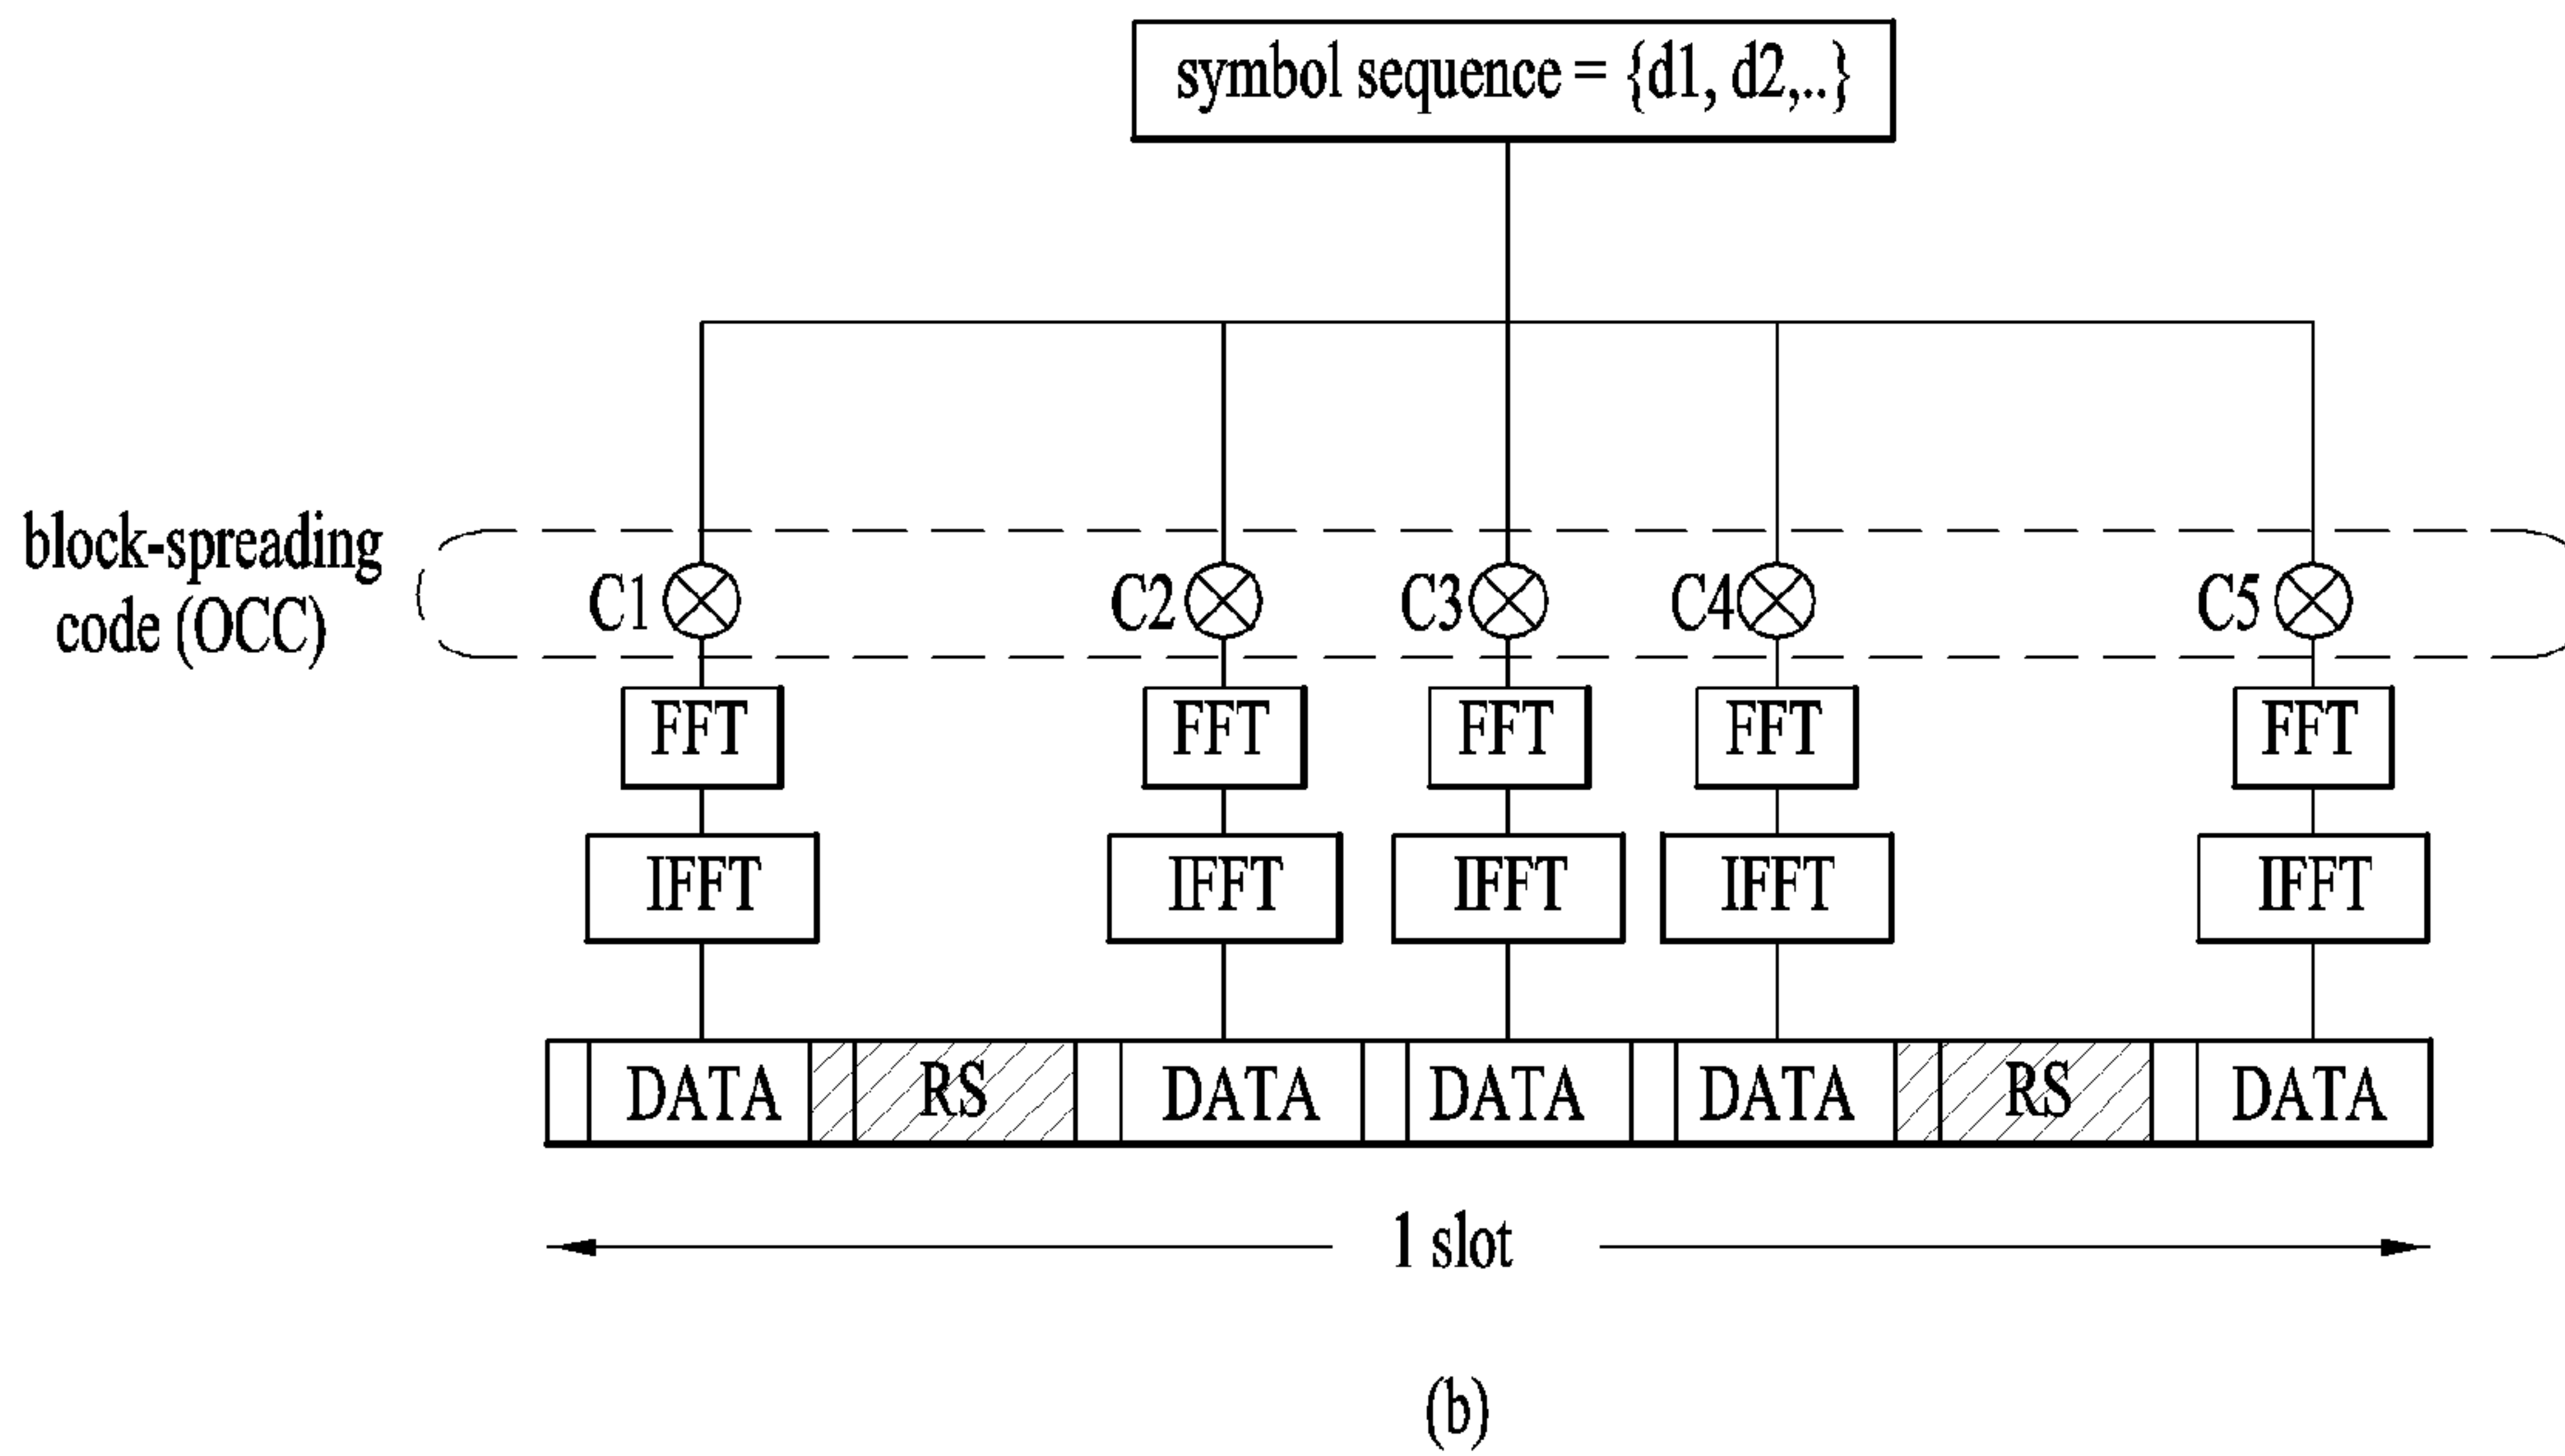 symbol sequence = {d1, d2,..}
block-spreading
code (OCC)
C1 C2 C3 C4 C5
FFT FFT FFT FFT FFT
IFFT IFFT IFFT IFFT IFFT
DATA RS DATA DATA DATA RS DATA
1 slot
(b)